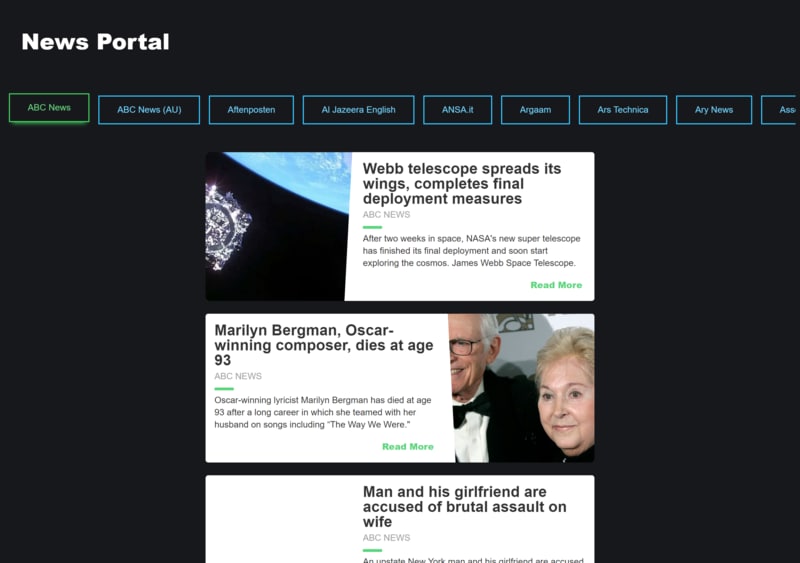 News Portal
ABC News
ABC News (AU)
Aftenposten
Al Jazeera English
ANSA.it
Argaam
Ars Technica
Ary News
Webb telescope spreads its
wings, completes final
deployment measures
ABC NEWS
After two weeks in space, NASA's new super telescope
has finished its final deployment and soon start
exploring the cosmos. James Webb Space Telescope.
Read More
Marilyn Bergman, Oscar-
winning composer, dies at age
93
ABC NEWS
Oscar-winning lyricist Marilyn Bergman has died at age
93 after a long career in which she teamed with her
husband on songs including “The Way We Were."
Read More
Man and his girlfriend are
accused of brutal assault on
wife
ABC NEWS
An upstate New York man and his girlfriend are accused